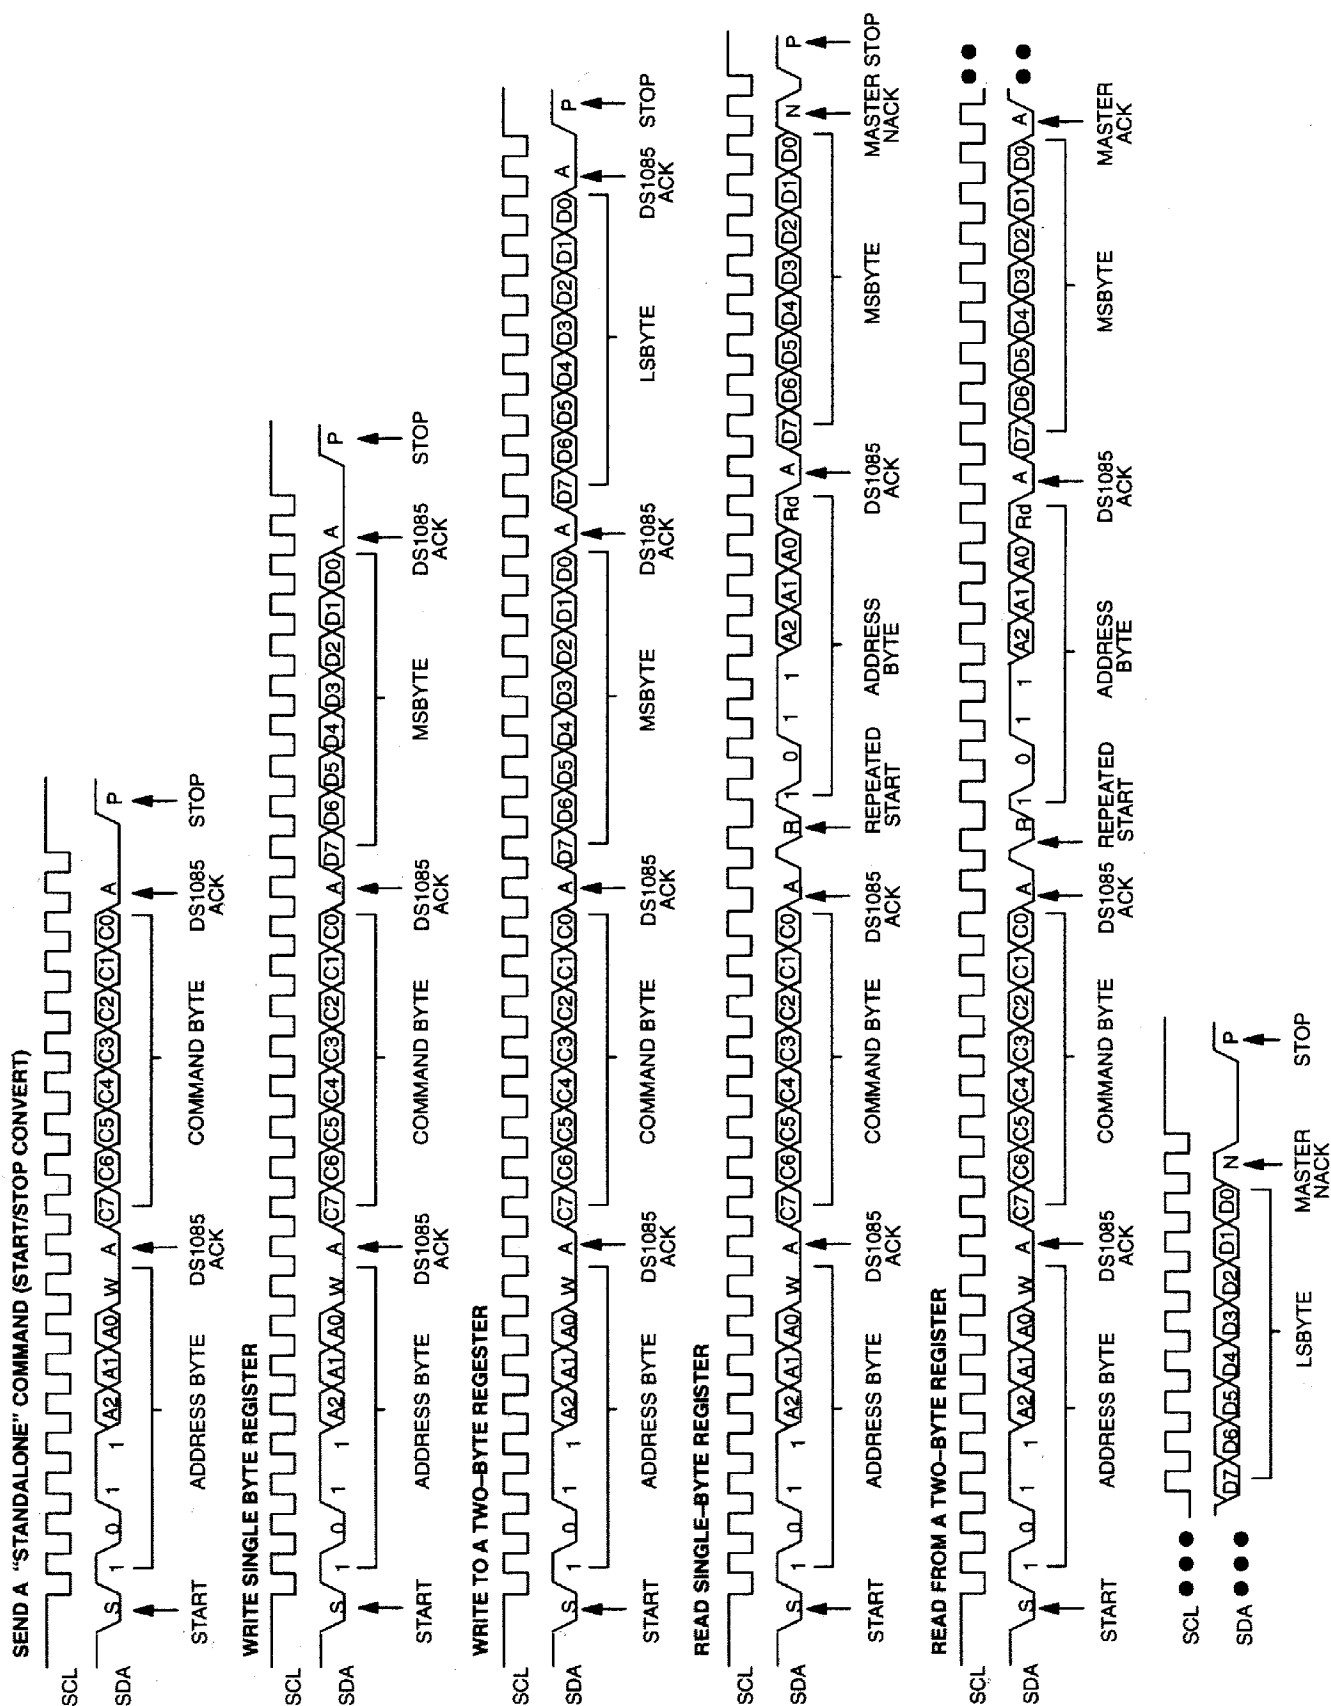 SEND A "STANDALONE" COMMAND (START/STOP CONVERT)
SCL
SDA S 1 0 1 1 A2 A1 A0 W A C7 C6 C5 C4 C3 C2 C1 C0 A P
START ADDRESS BYTE DS1085 COMMAND BYTE DS1085 STOP
ACK ACK
WRITE SINGLE BYTE REGISTER
SCL
SDA S 1 0 1 1 A2 A1 A0 W A C7 C6 C5 C4 C3 C2 C1 C0 A D7 D6 D5 D4 D3 D2 D1 D0 A P
START ADDRESS BYTE DS1085 COMMAND BYTE DS1085 MSBYTE DS1085 STOP
ACK ACK ACK
WRITE TO A TWO–BYTE REGESTER
SCL
SDA S 1 0 1 1 A2 A1 A0 W A C7 C6 C5 C4 C3 C2 C1 C0 A D7 D6 D5 D4 D3 D2 D1 D0 A D7 D6 D5 D4 D3 D2 D1 D0 A P
START ADDRESS BYTE DS1085 COMMAND BYTE DS1085 MSBYTE DS1085 LSBYTE DS1085 STOP
ACK ACK ACK ACK
READ SINGLE–BYTE REGISTER
SCL
SDA S 1 0 1 1 A2 A1 A0 W A C7 C6 C5 C4 C3 C2 C1 C0 A R 1 0 1 1 A2 A1 A0 Rd A D7 D6 D5 D4 D3 D2 D1 D0 N P
START ADDRESS BYTE DS1085 COMMAND BYTE DS1085 REPEATED ADDRESS DS1085 MSBYTE MASTER STOP
ACK ACK START BYTE ACK NACK
READ FROM A TWO–BYTE REGISTER
SCL
SDA S 1 0 1 1 A2 A1 A0 W A C7 C6 C5 C4 C3 C2 C1 C0 A R 1 0 1 1 A2 A1 A0 Rd A D7 D6 D5 D4 D3 D2 D1 D0 A
START ADDRESS BYTE DS1085 COMMAND BYTE DS1085 REPEATED ADDRESS DS1085 MSBYTE MASTER
ACK ACK START BYTE ACK ACK
SCL
SDA D7 D6 D5 D4 D3 D2 D1 D0 N P
LSBYTE MASTER STOP
NACK